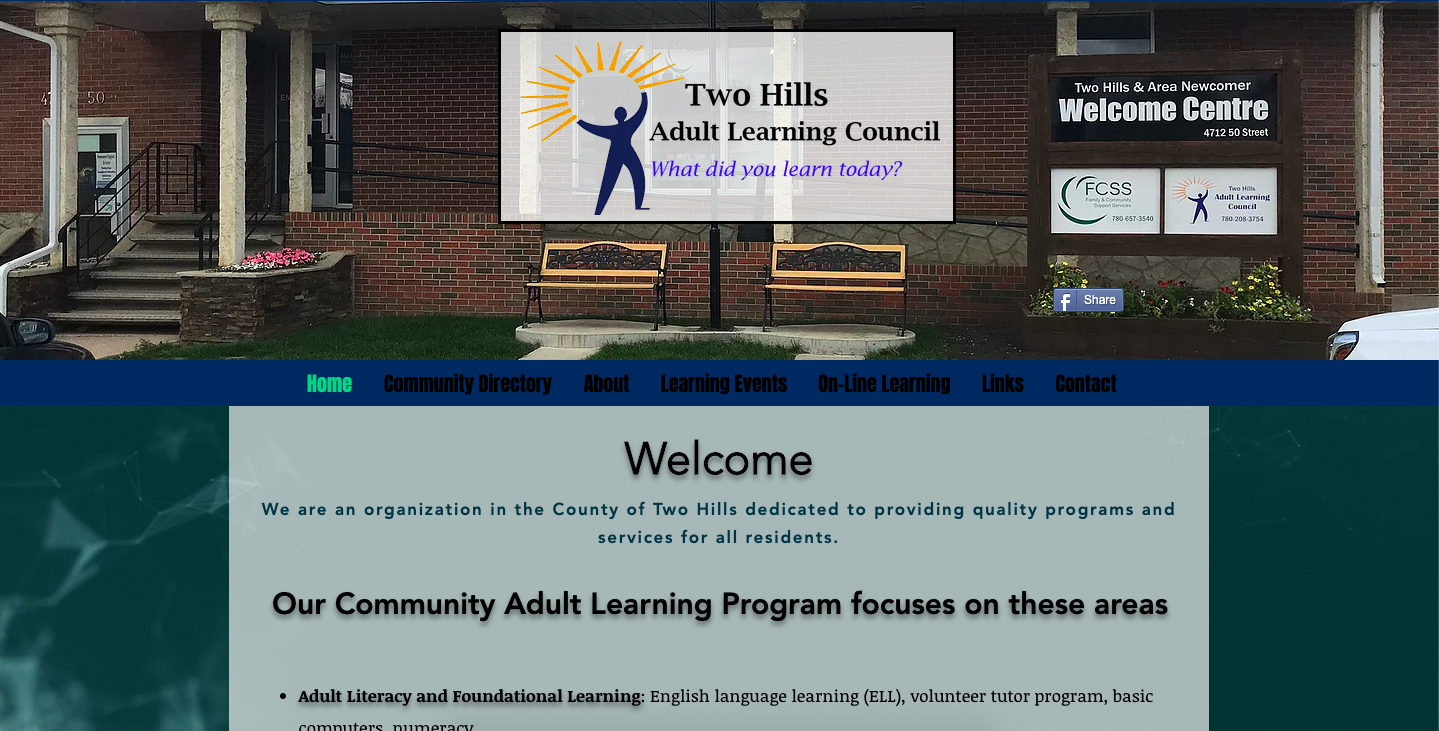 Two Hills
Adult Learning Council
What did you learn today?
Two Hills & Area Newcomer
Welcome Centre
4712 50 Street
FCSS
Family & Community
Support Services
780-657-3540
Two Hills
Adult Learning
Council
780-208-3754
Share
Home
Community Directory
About
Learning Events
On-Line Learning
Links
Contact
Welcome
We are an organization in the County of Two Hills dedicated to providing quality programs and
services for all residents.
Our Community Adult Learning Program focuses on these areas
Adult Literacy and Foundational Learning: English language learning (ELL), volunteer tutor program, basic
computers, numeracy